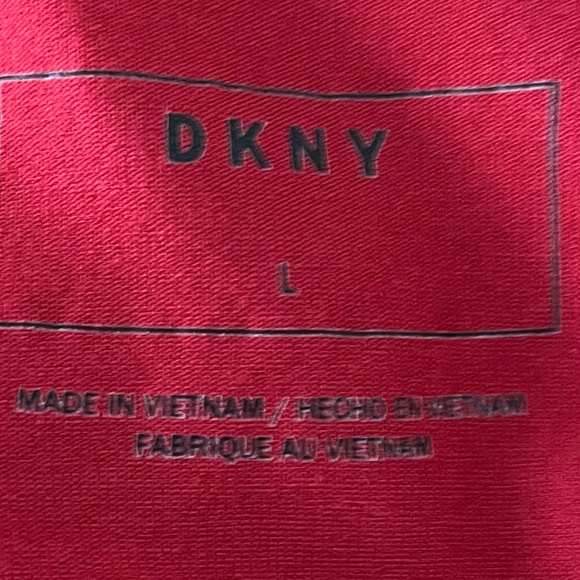 DKNY
L
MADE IN VIETNAM / HECHO EN VIETNAM
FABRIQUE AU VIETNAM